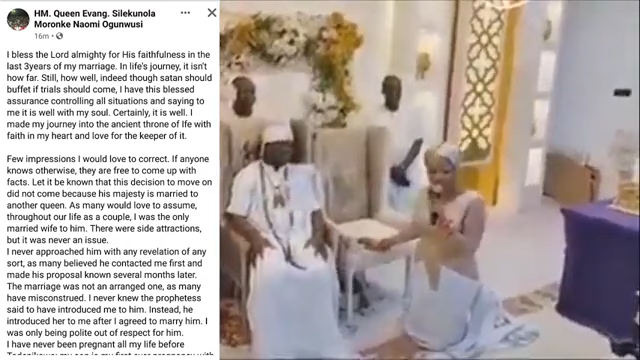 HM. Queen Evang. Silekunola
Moronke Naomi Ogunwusi
16m
I bless the Lord almighty for His faithfulness in the
last 3years of my marriage. In life's journey, it isn't
how far. Still, how well, indeed though satan should
buffet if trials should come, I have this blessed
assurance controlling all situations and saying to
me it is well with my soul. Certainly, it is well. I
made my journey into the ancient throne of Ife with
faith in my heart and love for the keeper of it.
Few impressions I would love to correct. If anyone
knows otherwise, they are free to come up with
facts. Let it be known that this decision to move on
did not come because his majesty is married to
another queen. As many would love to assume,
throughout our life as a couple, I was the only
married wife to him. There were side attractions,
but it was never an issue.
I never approached him with any revelation of any
sort, as many believed he contacted me first and
made his proposal known several months later.
The marriage was not an arranged one, as many
have misconstrued. I never knew the prophetess
said to have introduced me to him. Instead, he
introduced her to me after I agreed to marry him. I
was only being polite out of respect for him.
I have never been pregnant all my life before